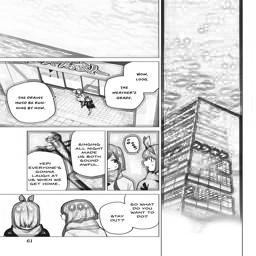 WOW,
LOOK.
THE
WEATHER'S
GREAT.
THE TRAINS
MUST BE RUN-
NING BY NOW.
SINGING
ALL NIGHT
MADE US
BOTH SOUND
AWFUL.
YEP!
EVERYONE'S
GONNA
LAUGH AT
US WHEN WE
GET HOME.
SO WHAT
DO YOU
WANT TO
DO?
STAY
OUT?
61